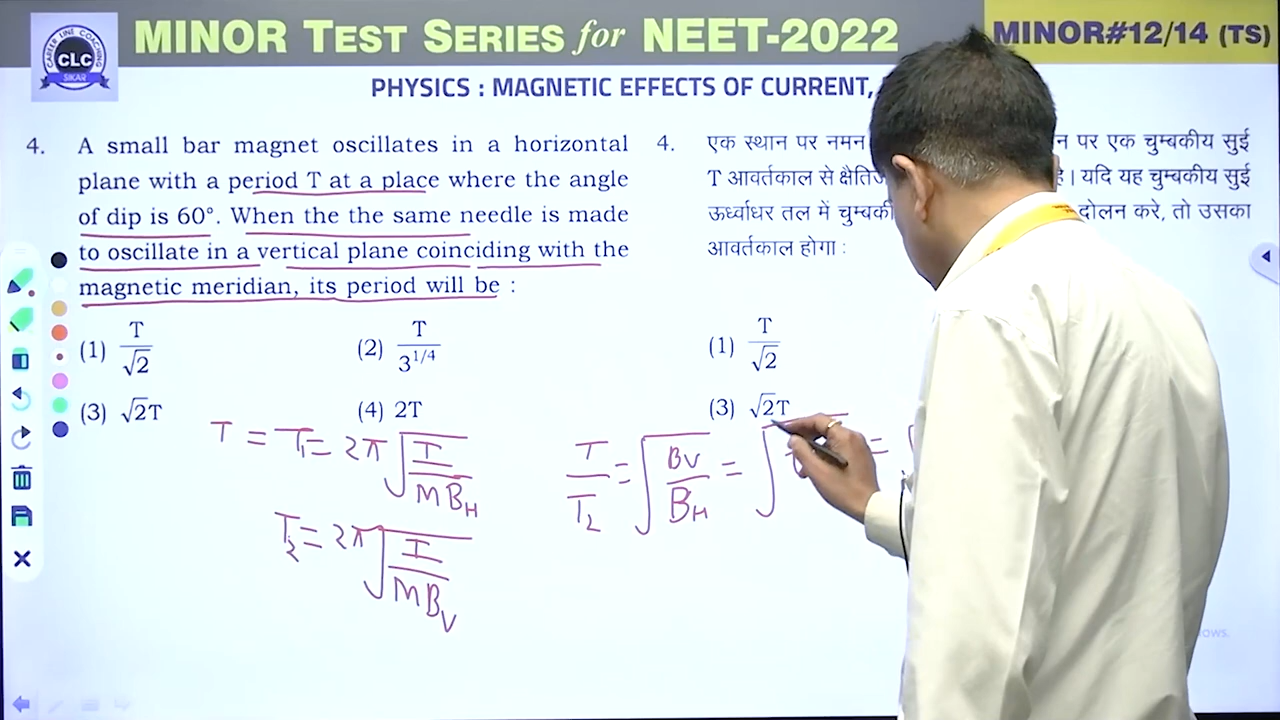 CAREER LINE COACHING
CLC
SIKAR
MINOR TEST SERIES for NEET-2022
MINOR#12/14 (TS)
PHYSICS : MAGNETIC EFFECTS OF CURRENT,
4. A small bar magnet oscillates in a horizontal
plane with a period T at a place where the angle
of dip is 60°. When the the same needle is made
to oscillate in a vertical plane coinciding with the
magnetic meridian, its period will be :
(1) T/√2
(2) T/3^1/4
(3) √2T
(4) 2T
T = T1 = 2π √(I/MBH)
T2 = 2π √(I/MBV)
4. एक स्थान पर नमन न पर एक चुम्बकीय सुई
T आवर्तकाल से है। यदि यह चुम्बकीय सुई
ऊर्ध्वाधर तल में दोलन करे, तो उसका
आवर्तकाल होगा :
(1) T/√2
(3) √2T
T/T2 = √(BV/BH) = √ = √